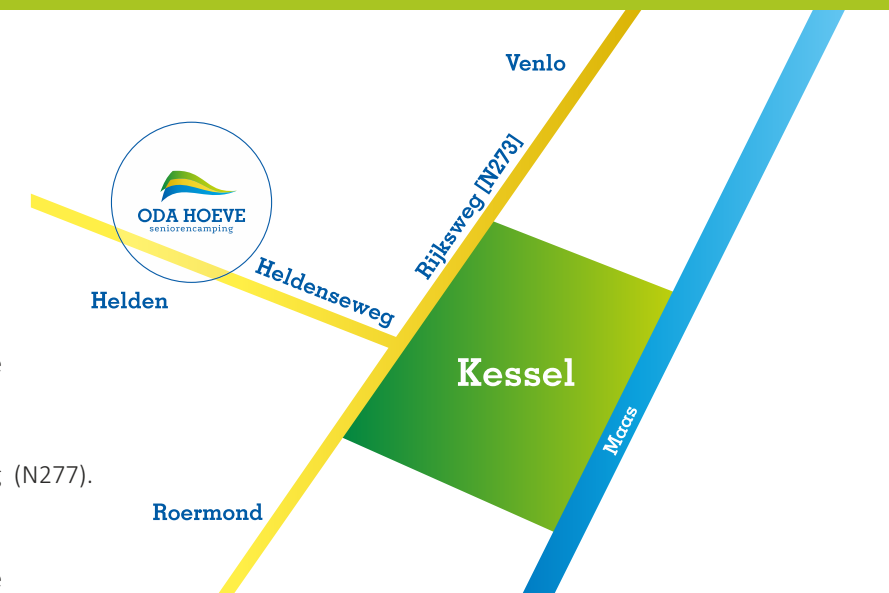 Venlo
Rijksweg [N273]
ODA HOEVE
seniorencamping
Heldenseweg
Helden
Kessel
Maas
(N277).
Roermond